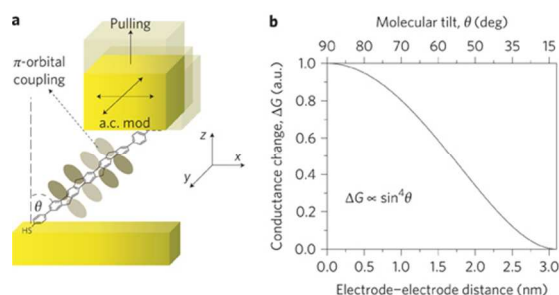 a
Pulling
π-orbital
coupling
a.c. mod
z
x
y
θ
HS
b
Molecular tilt, θ (deg)
90 80 70 60 50 45 35 25 15
1.0
0.8
0.6
0.4
0.2
0.0
Conductance change, ΔG (a.u.)
ΔG ∝ sin⁴θ
0.0 0.5 1.0 1.5 2.0 2.5 3.0
Electrode–electrode distance (nm)